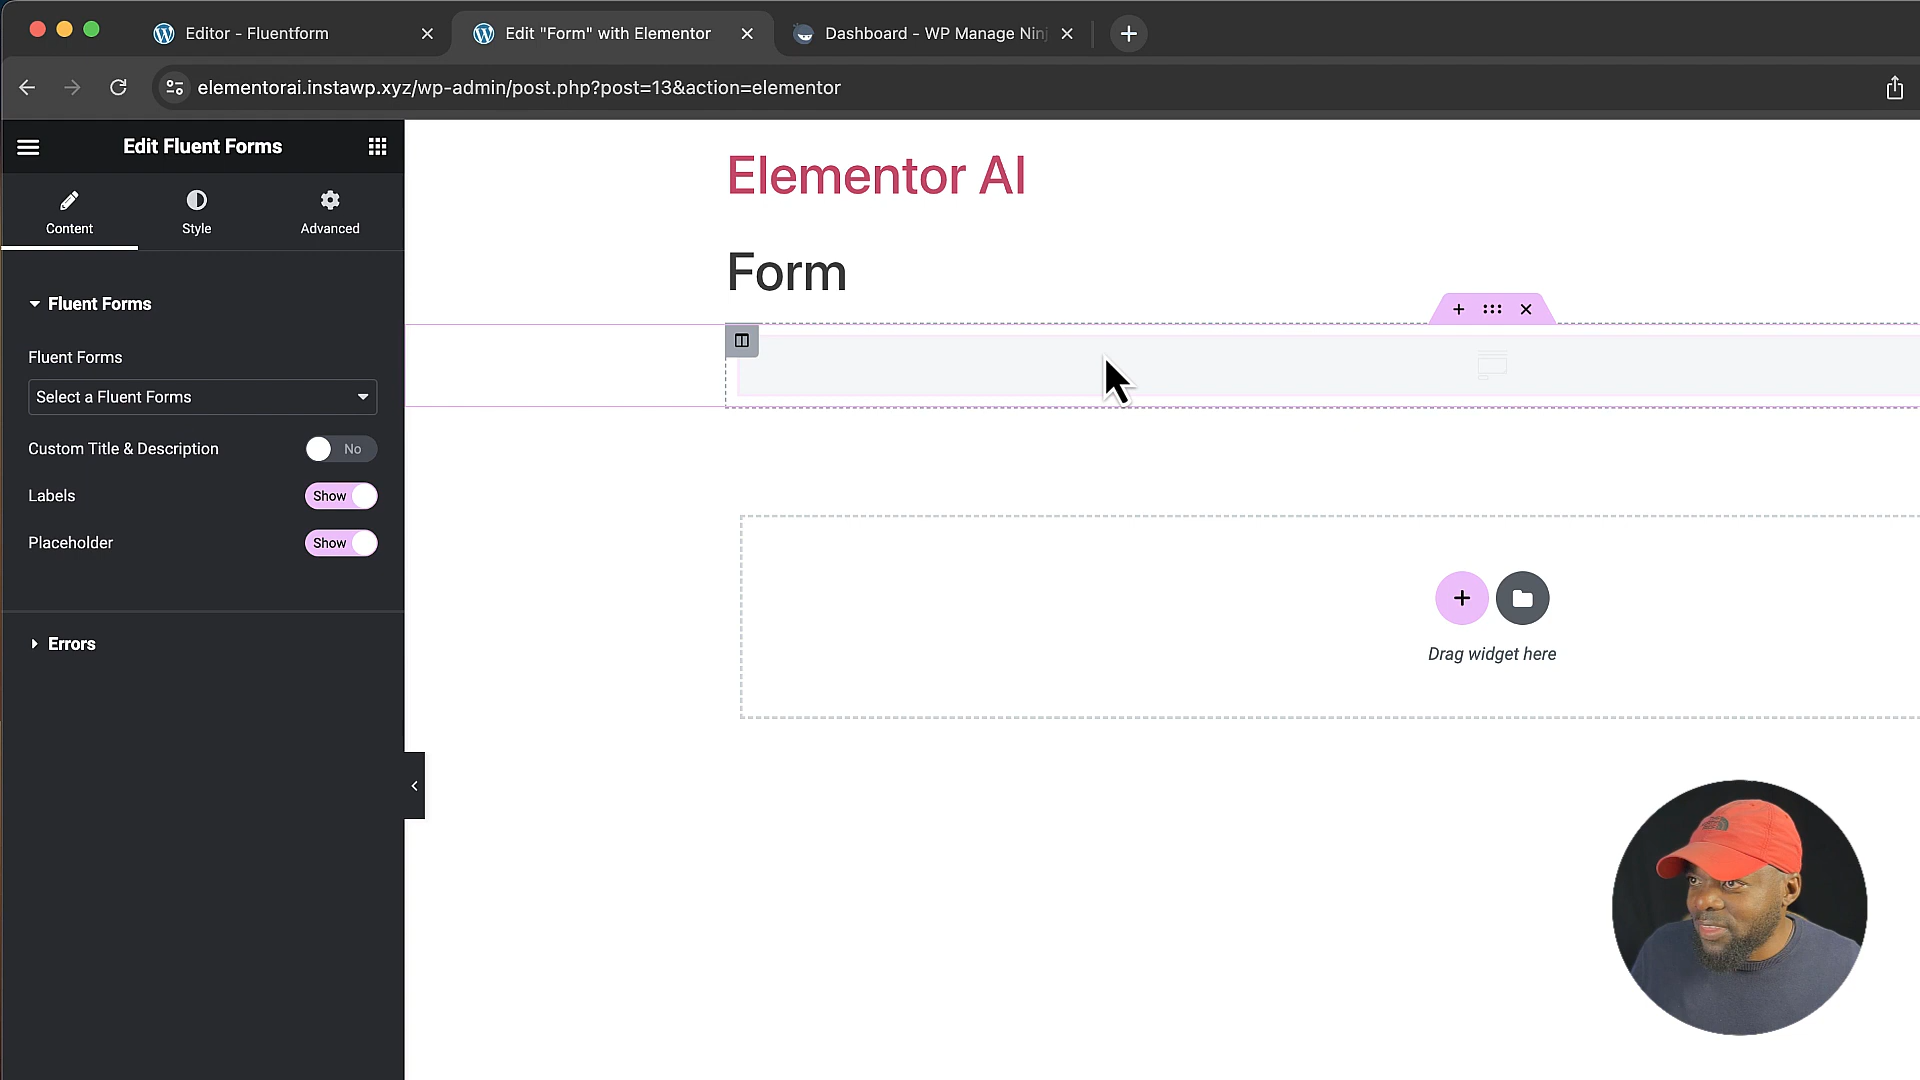 Editor - Fluentform
Edit "Form" with Elementor
Dashboard - WP Manage Nin
elementorai.instawp.xyz/wp-admin/post.php?post=13&action=elementor
Edit Fluent Forms
Content
Style
Advanced
Fluent Forms
Fluent Forms
Select a Fluent Forms
Custom Title & Description
No
Labels
Show
Placeholder
Show
Errors
Elementor AI
Form
Drag widget here